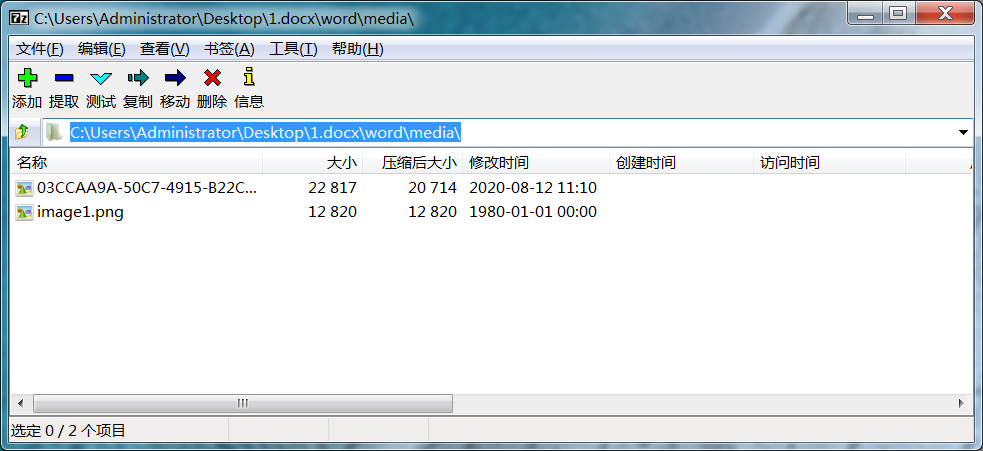 C:\Users\Administrator\Desktop\1.docx\word\media\
文件(F) 编辑(E) 查看(V) 书签(A) 工具(T) 帮助(H)
添加 提取 测试 复制 移动 删除 信息
C:\Users\Administrator\Desktop\1.docx\word\media\
名称 大小 压缩后大小 修改时间 创建时间 访问时间
03CCAA9A-50C7-4915-B22C... 22 817 20 714 2020-08-12 11:10
image1.png 12 820 12 820 1980-01-01 00:00
选定 0 / 2 个项目